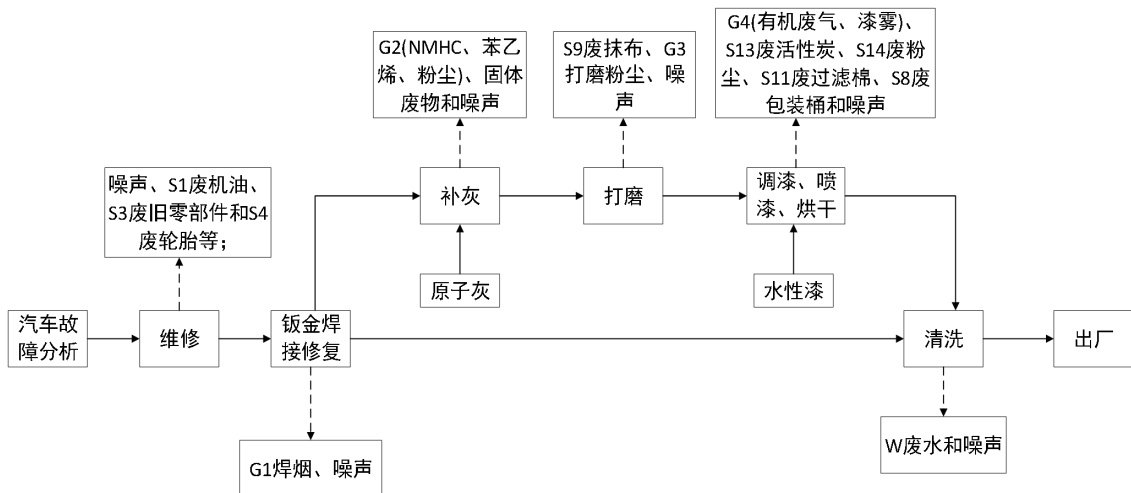 G2(NMHC、苯乙
烯、粉尘)、固体
废物和噪声
S9废抹布、G3
打磨粉尘、噪
声
G4(有机废气、漆雾)、
S13废活性炭、S14废粉
尘、S11废过滤棉、S8废
包装桶和噪声
噪声、S1废机油、
S3废旧零部件和S4
废轮胎等；
补灰
打磨
调漆、喷
漆、烘干
原子灰
水性漆
汽车故
障分析
维修
钣金焊
接修复
清洗
出厂
G1焊烟、噪声
W废水和噪声